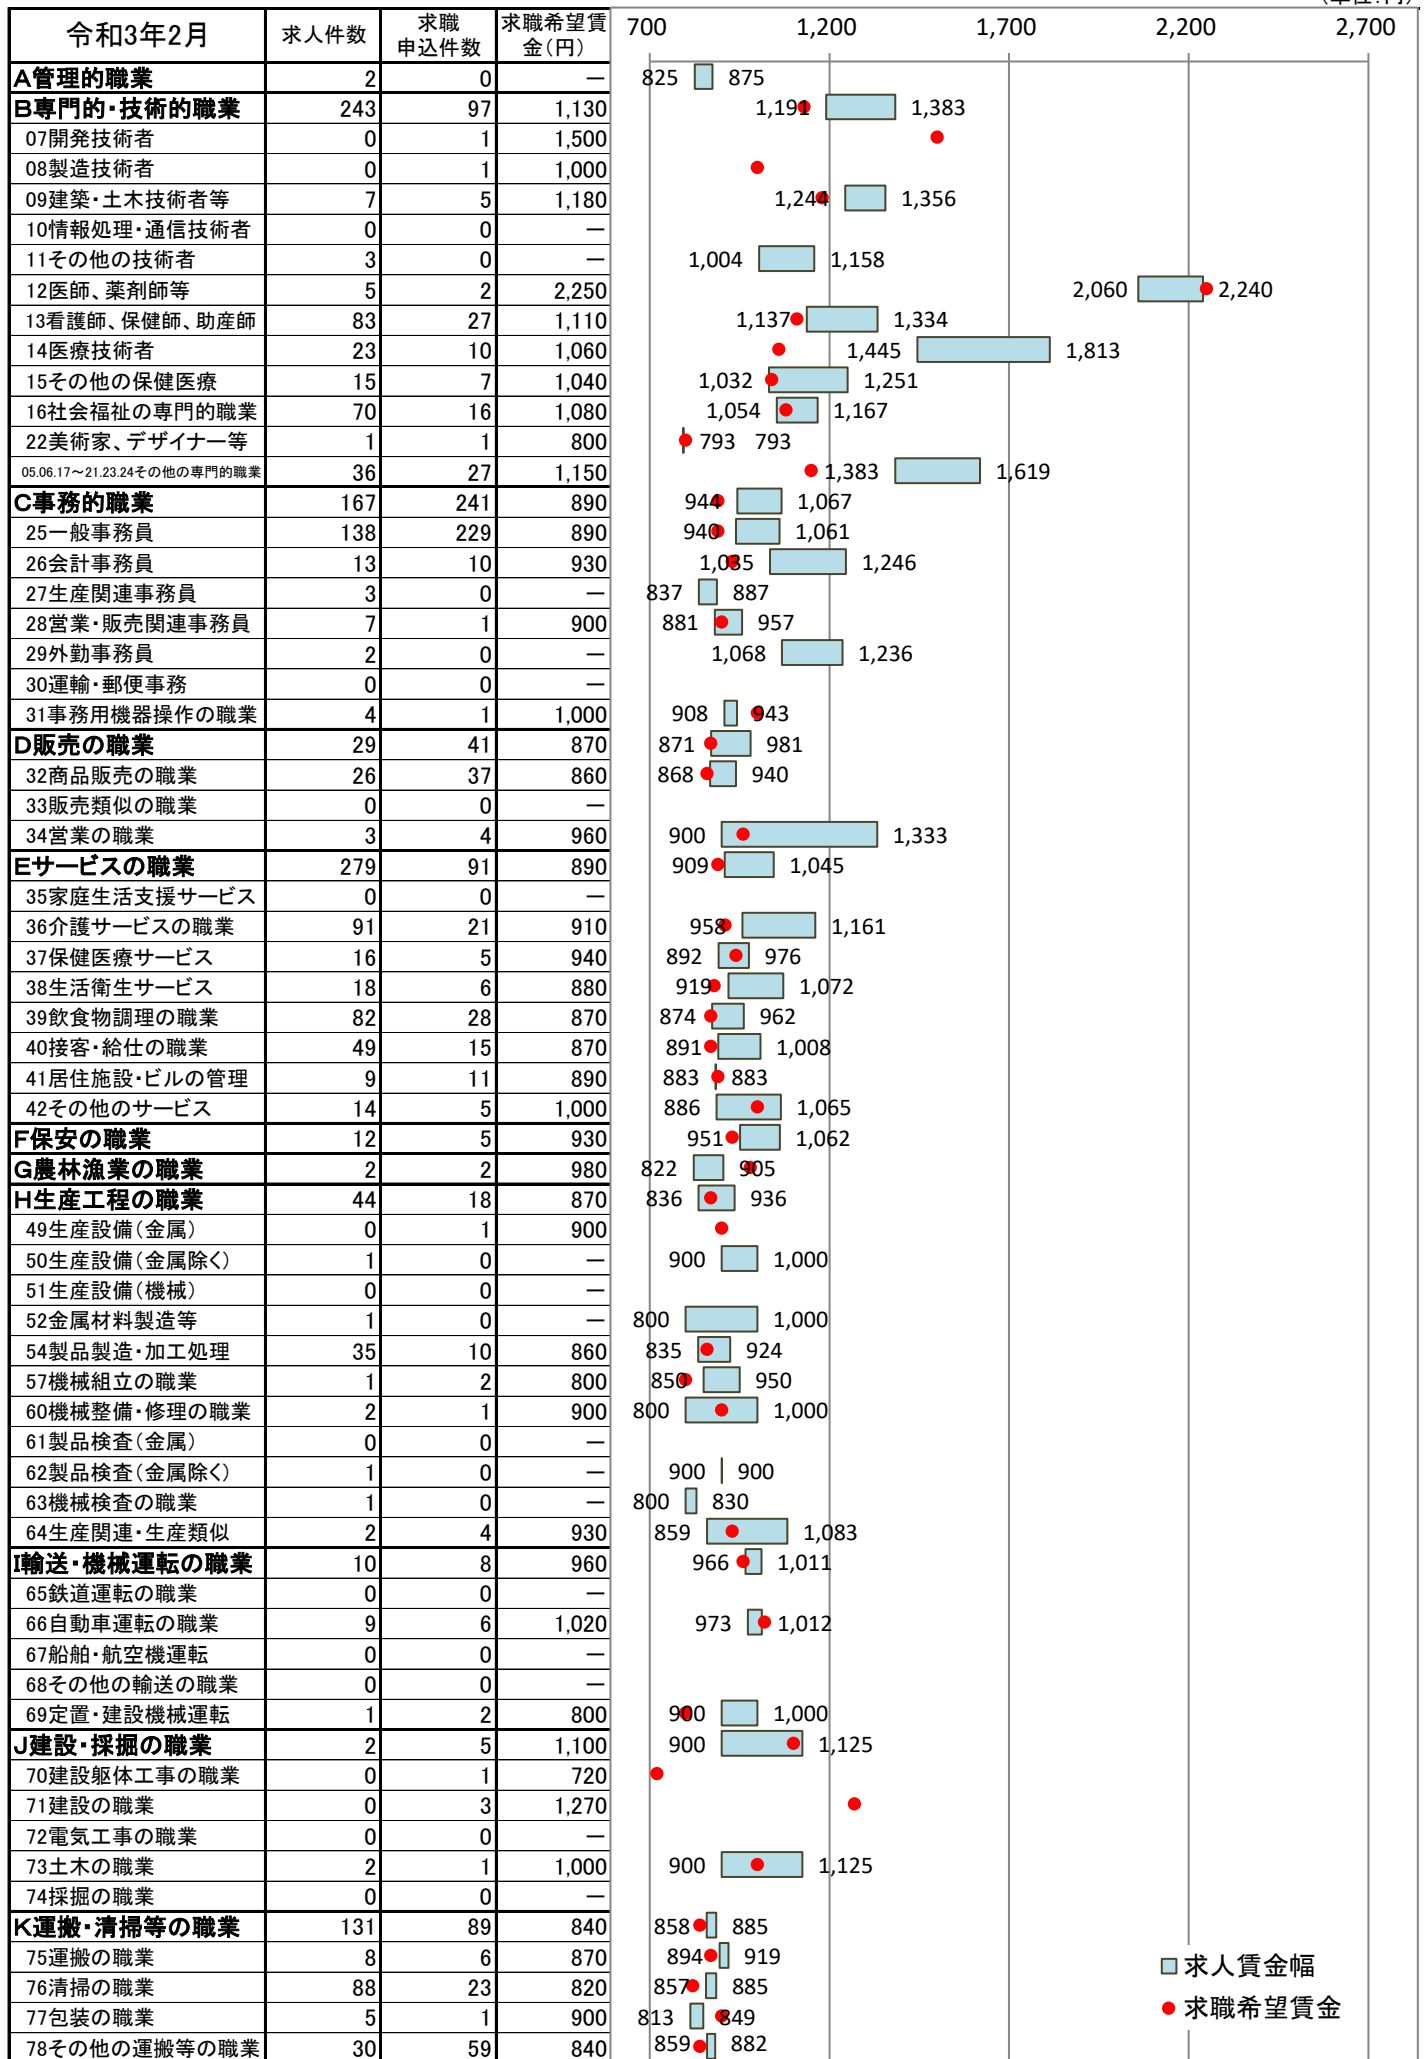 令和3年2月 求人件数 求職申込件数 求職希望賃金(円) 700 1,200 1,700 2,200 2,700
A管理的職業 2 0 － 825 875
B専門的・技術的職業 243 97 1,130 1,191 1,383
07開発技術者 0 1 1,500
08製造技術者 0 1 1,000
09建築・土木技術者等 7 5 1,180 1,244 1,356
10情報処理・通信技術者 0 0 －
11その他の技術者 3 0 － 1,004 1,158
12医師、薬剤師等 5 2 2,250 2,060 2,240
13看護師、保健師、助産師 83 27 1,110 1,137 1,334
14医療技術者 23 10 1,060 1,445 1,813
15その他の保健医療 15 7 1,040 1,032 1,251
16社会福祉の専門的職業 70 16 1,080 1,054 1,167
22美術家、デザイナー等 1 1 800 793 793
05.06.17～21.23.24その他の専門的職業 36 27 1,150 1,383 1,619
C事務的職業 167 241 890 944 1,067
25一般事務員 138 229 890 940 1,061
26会計事務員 13 10 930 1,035 1,246
27生産関連事務員 3 0 － 837 887
28営業・販売関連事務員 7 1 900 881 957
29外勤事務員 2 0 － 1,068 1,236
30運輸・郵便事務 0 0 －
31事務用機器操作の職業 4 1 1,000 908 943
D販売の職業 29 41 870 871 981
32商品販売の職業 26 37 860 868 940
33販売類似の職業 0 0 －
34営業の職業 3 4 960 900 1,333
Eサービスの職業 279 91 890 909 1,045
35家庭生活支援サービス 0 0 －
36介護サービスの職業 91 21 910 958 1,161
37保健医療サービス 16 5 940 892 976
38生活衛生サービス 18 6 880 919 1,072
39飲食物調理の職業 82 28 870 874 962
40接客・給仕の職業 49 15 870 891 1,008
41居住施設・ビルの管理 9 11 890 883 883
42その他のサービス 14 5 1,000 886 1,065
F保安の職業 12 5 930 951 1,062
G農林漁業の職業 2 2 980 822 905
H生産工程の職業 44 18 870 836 936
49生産設備(金属) 0 1 900
50生産設備(金属除く) 1 0 － 900 1,000
51生産設備(機械) 0 0 －
52金属材料製造等 1 0 － 800 1,000
54製品製造・加工処理 35 10 860 835 924
57機械組立の職業 1 2 800 850 950
60機械整備・修理の職業 2 1 900 800 1,000
61製品検査(金属) 0 0 －
62製品検査(金属除く) 1 0 － 900 900
63機械検査の職業 1 0 － 800 830
64生産関連・生産類似 2 4 930 859 1,083
I輸送・機械運転の職業 10 8 960 966 1,011
65鉄道運転の職業 0 0 －
66自動車運転の職業 9 6 1,020 973 1,012
67船舶・航空機運転 0 0 －
68その他の輸送の職業 0 0 －
69定置・建設機械運転 1 2 800 900 1,000
J建設・採掘の職業 2 5 1,100 900 1,125
70建設躯体工事の職業 0 1 720
71建設の職業 0 3 1,270
72電気工事の職業 0 0 －
73土木の職業 2 1 1,000 900 1,125
74採掘の職業 0 0 －
K運搬・清掃等の職業 131 89 840 858 885
75運搬の職業 8 6 870 894 919
76清掃の職業 88 23 820 857 885
77包装の職業 5 1 900 813 849
78その他の運搬等の職業 30 59 840 859 882
求人賃金幅
求職希望賃金